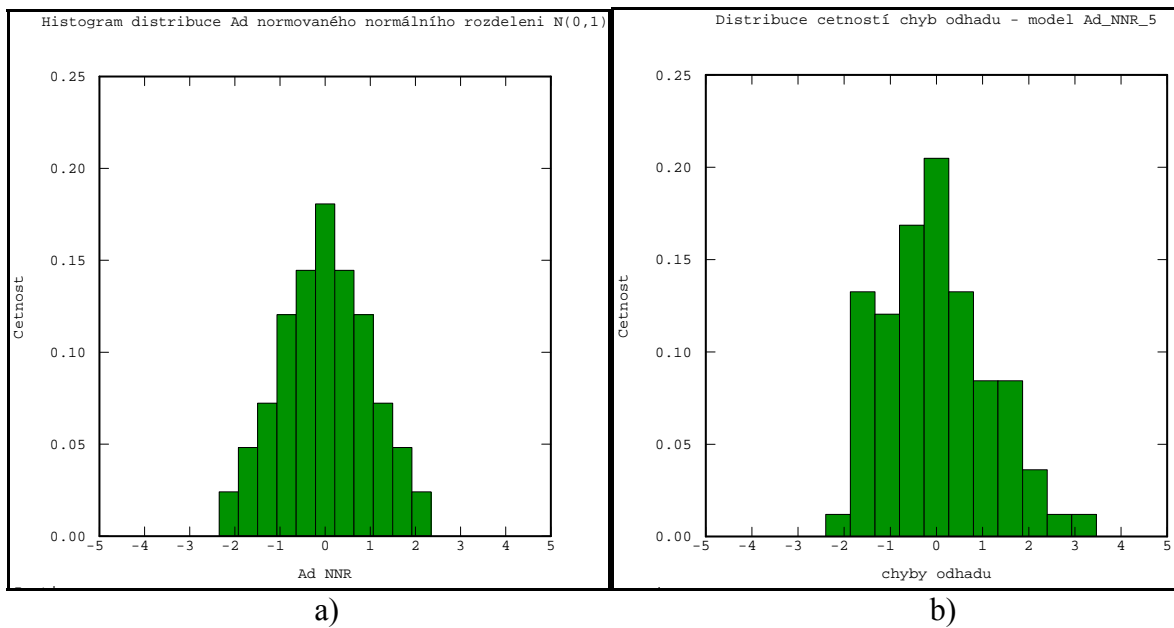 Histogram distribuce Ad normovaného normálního rozdeleni N(0,1)
0.25
0.20
0.15
0.10
0.05
0.00
Cetnost
-5 -4 -3 -2 -1 0 1 2 3 4 5
Ad NNR
a)
Distribuce cetností chyb odhadu - model Ad_NNR_5
0.25
0.20
0.15
0.10
0.05
0.00
Cetnost
-5 -4 -3 -2 -1 0 1 2 3 4 5
chyby odhadu
b)